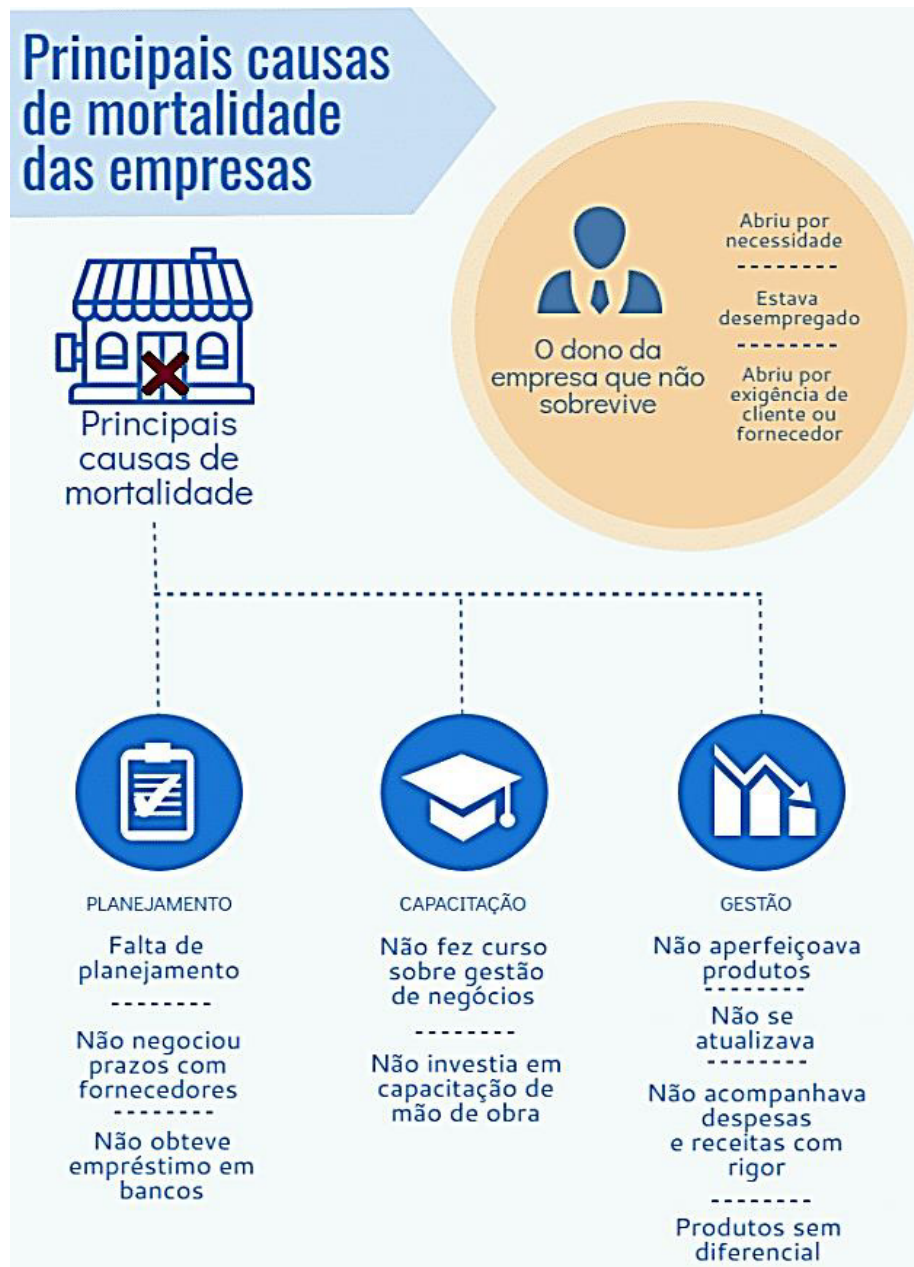 Principais causas
de mortalidade
das empresas
Principais
causas de
mortalidade
O dono da
empresa que não
sobrevive
Abriu por
necessidade
Estava
desempregado
Abriu por
exigência de
cliente ou
fornecedor
PLANEJAMENTO
Falta de
planejamento
Não negociou
prazos com
fornecedores
Não obteve
empréstimo em
bancos
CAPACITAÇÃO
Não fez curso
sobre gestão
de negócios
Não investia em
capacitação de
mão de obra
GESTÃO
Não aperfeiçoava
produtos
Não se
atualizava
Não acompanhava
despesas
e receitas com
rigor
Produtos sem
diferencial